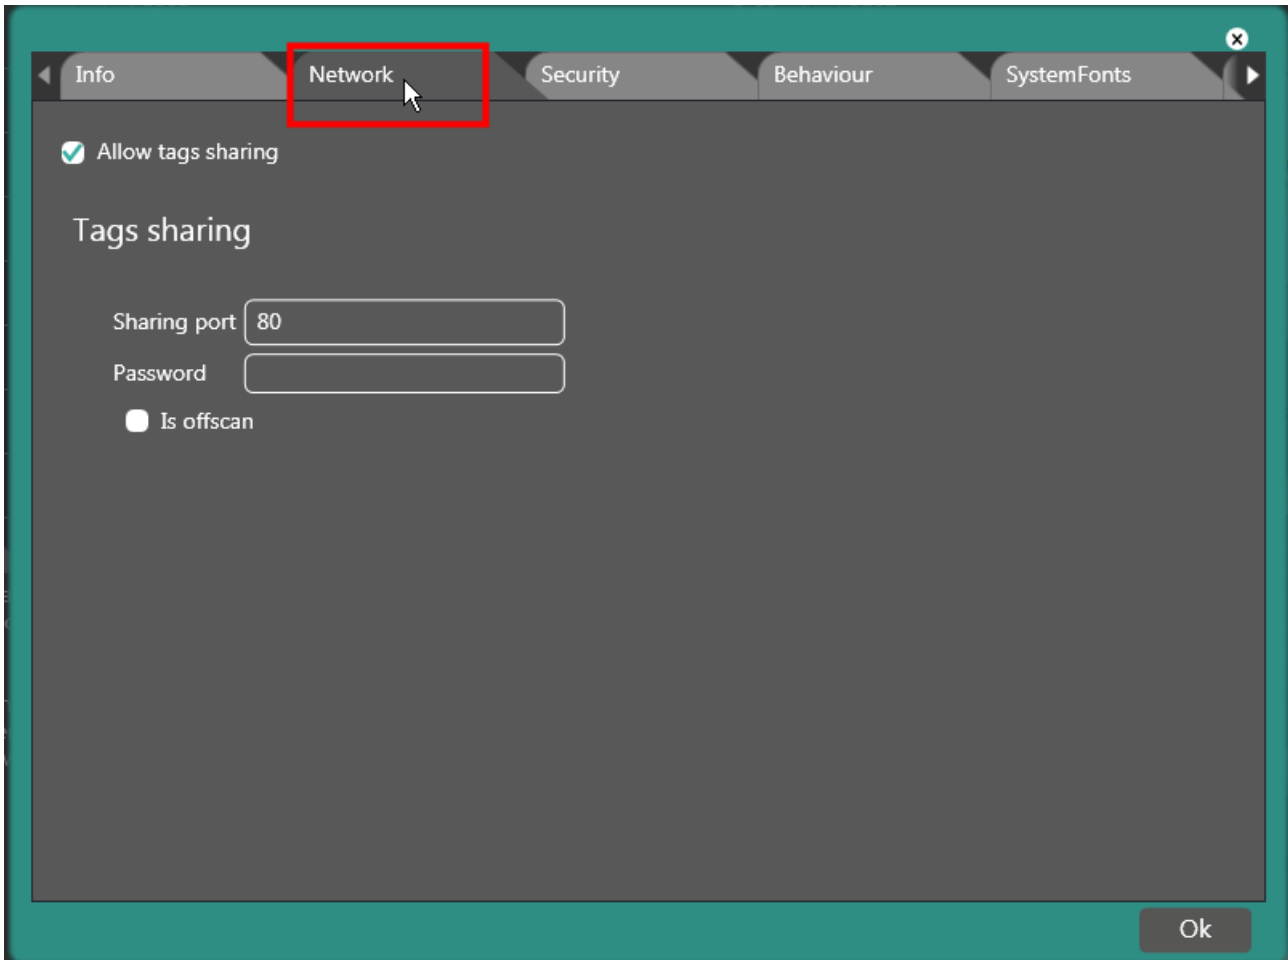 Info
Network
Security
Behaviour
SystemFonts
Allow tags sharing
Tags sharing
Sharing port 80
Password
Is offscan
Ok